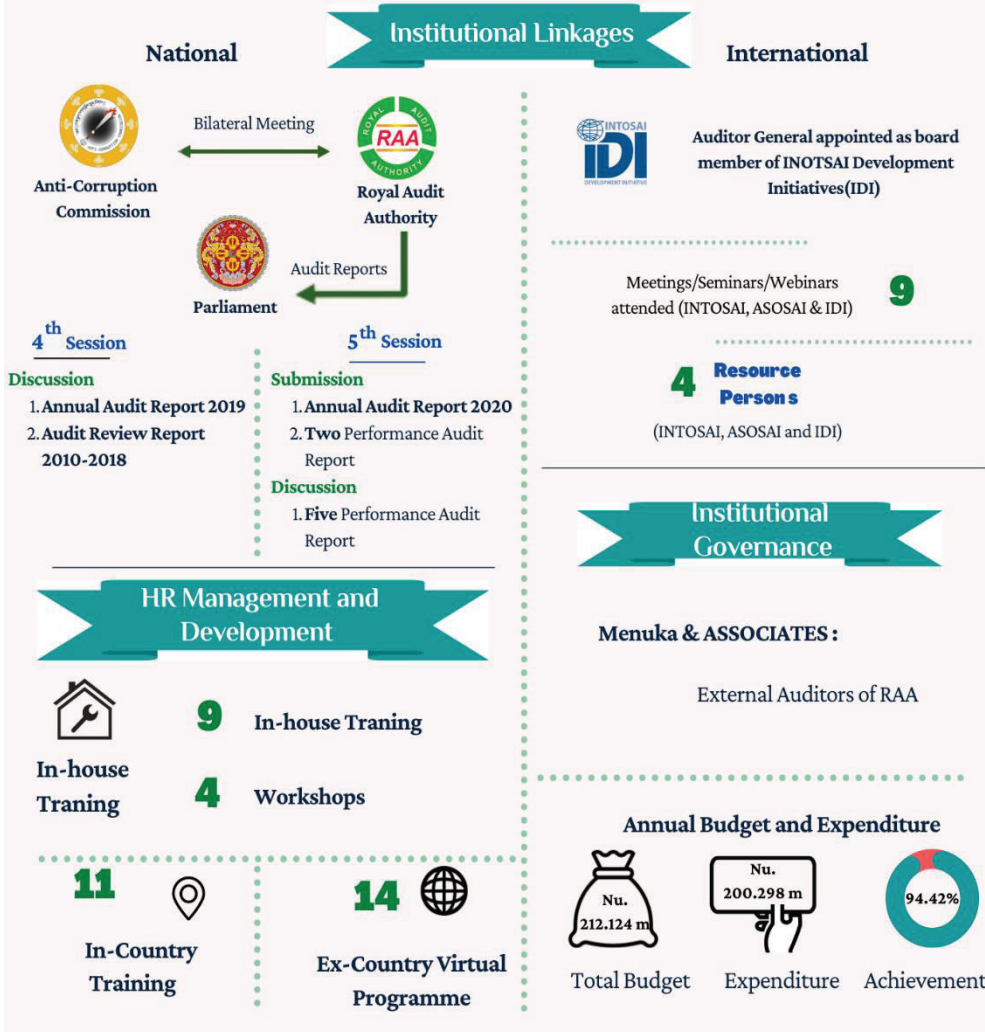 Institutional Linkages
National
Bilateral Meeting
Anti-Corruption
Commission
ROYAL AUDIT AUTHORITY
RAA
Royal Audit
Authority
Audit Reports
Parliament
4th Session
Discussion
1. Annual Audit Report 2019
2. Audit Review Report
2010-2018
5th Session
Submission
1. Annual Audit Report 2020
2. Two Performance Audit
Report
Discussion
1. Five Performance Audit
Report
International
INTOSAI
IDI
DEVELOPMENT INITIATIVE
Auditor General appointed as board
member of INOTSAI Development
Initiatives(IDI)
Meetings/Seminars/Webinars
attended (INTOSAI, ASOSAI & IDI)
9
4 Resource
Persons
(INTOSAI, ASOSAI and IDI)
HR Management and
Development
In-house
Traning
9 In-house Traning
4 Workshops
11
In-Country
Training
14
Ex-Country Virtual
Programme
Institutional
Governance
Menuka & ASSOCIATES :
External Auditors of RAA
Annual Budget and Expenditure
Nu.
212.124 m
Total Budget
Nu.
200.298 m
Expenditure
94.42%
Achievement